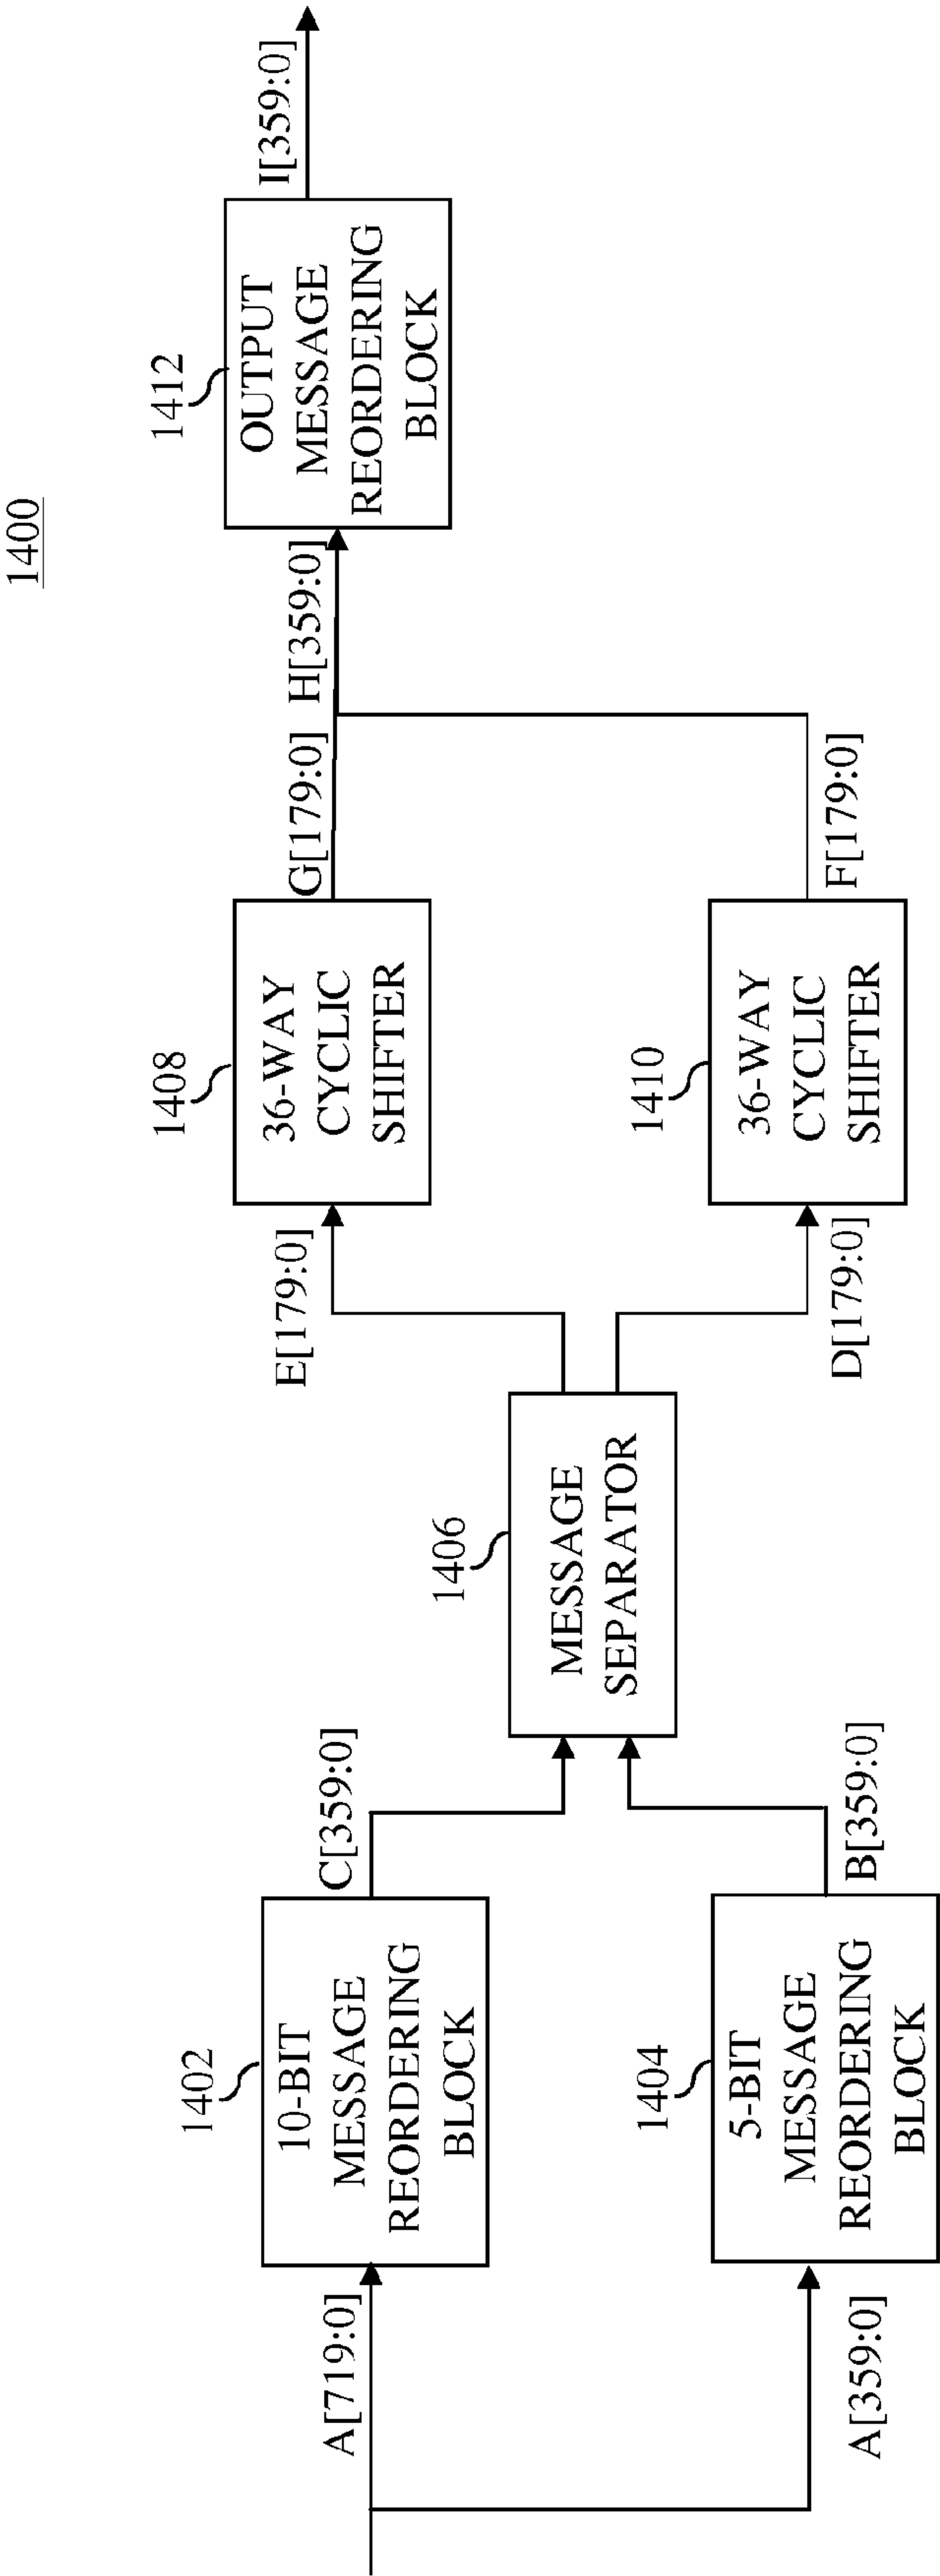 1400
A[719:0]
A[359:0]
1402
10-BIT
MESSAGE
REORDERING
BLOCK
1404
5-BIT
MESSAGE
REORDERING
BLOCK
C[359:0]
B[359:0]
1406
MESSAGE
SEPARATOR
E[179:0]
D[179:0]
1408
36-WAY
CYCLIC
SHIFTER
1410
36-WAY
CYCLIC
SHIFTER
G[179:0]
F[179:0]
H[359:0]
1412
OUTPUT
MESSAGE
REORDERING
BLOCK
I[359:0]